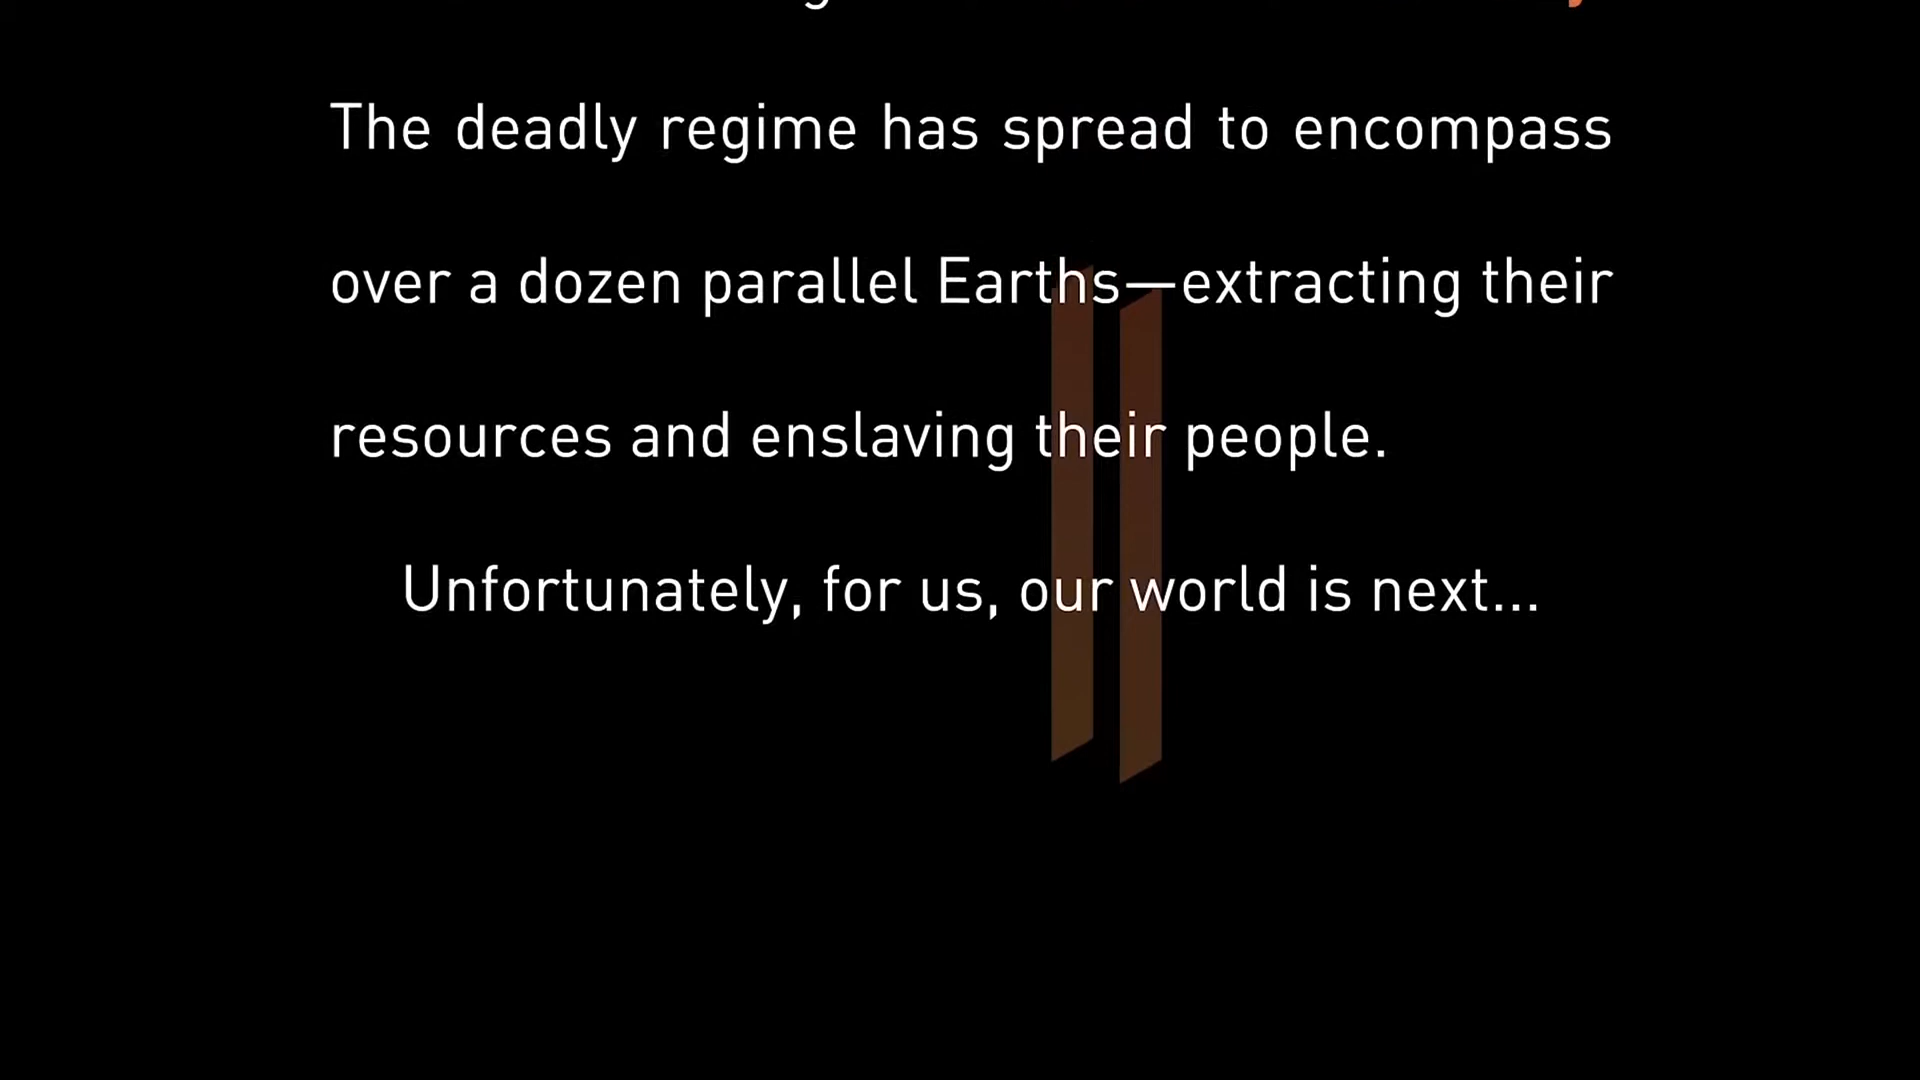 The deadly regime has spread to encompass
over a dozen parallel Earths—extracting their
resources and enslaving their people.
Unfortunately, for us, our world is next...